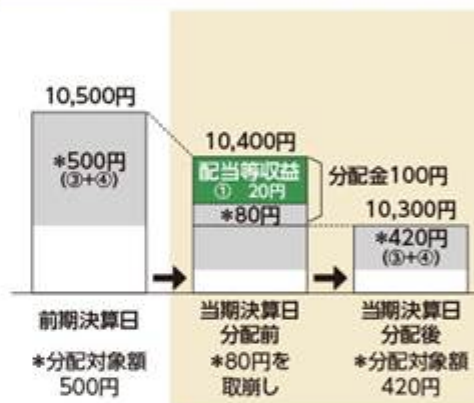 10,500円
*500円
(③+④)
10,400円
配当等収益
① 20円
*80円
分配金100円
10,300円
*420円
(③+④)
前期決算日
*分配対象額
500円
当期決算日
分配前
*80円を
取崩し
当期決算日
分配後
*分配対象額
420円